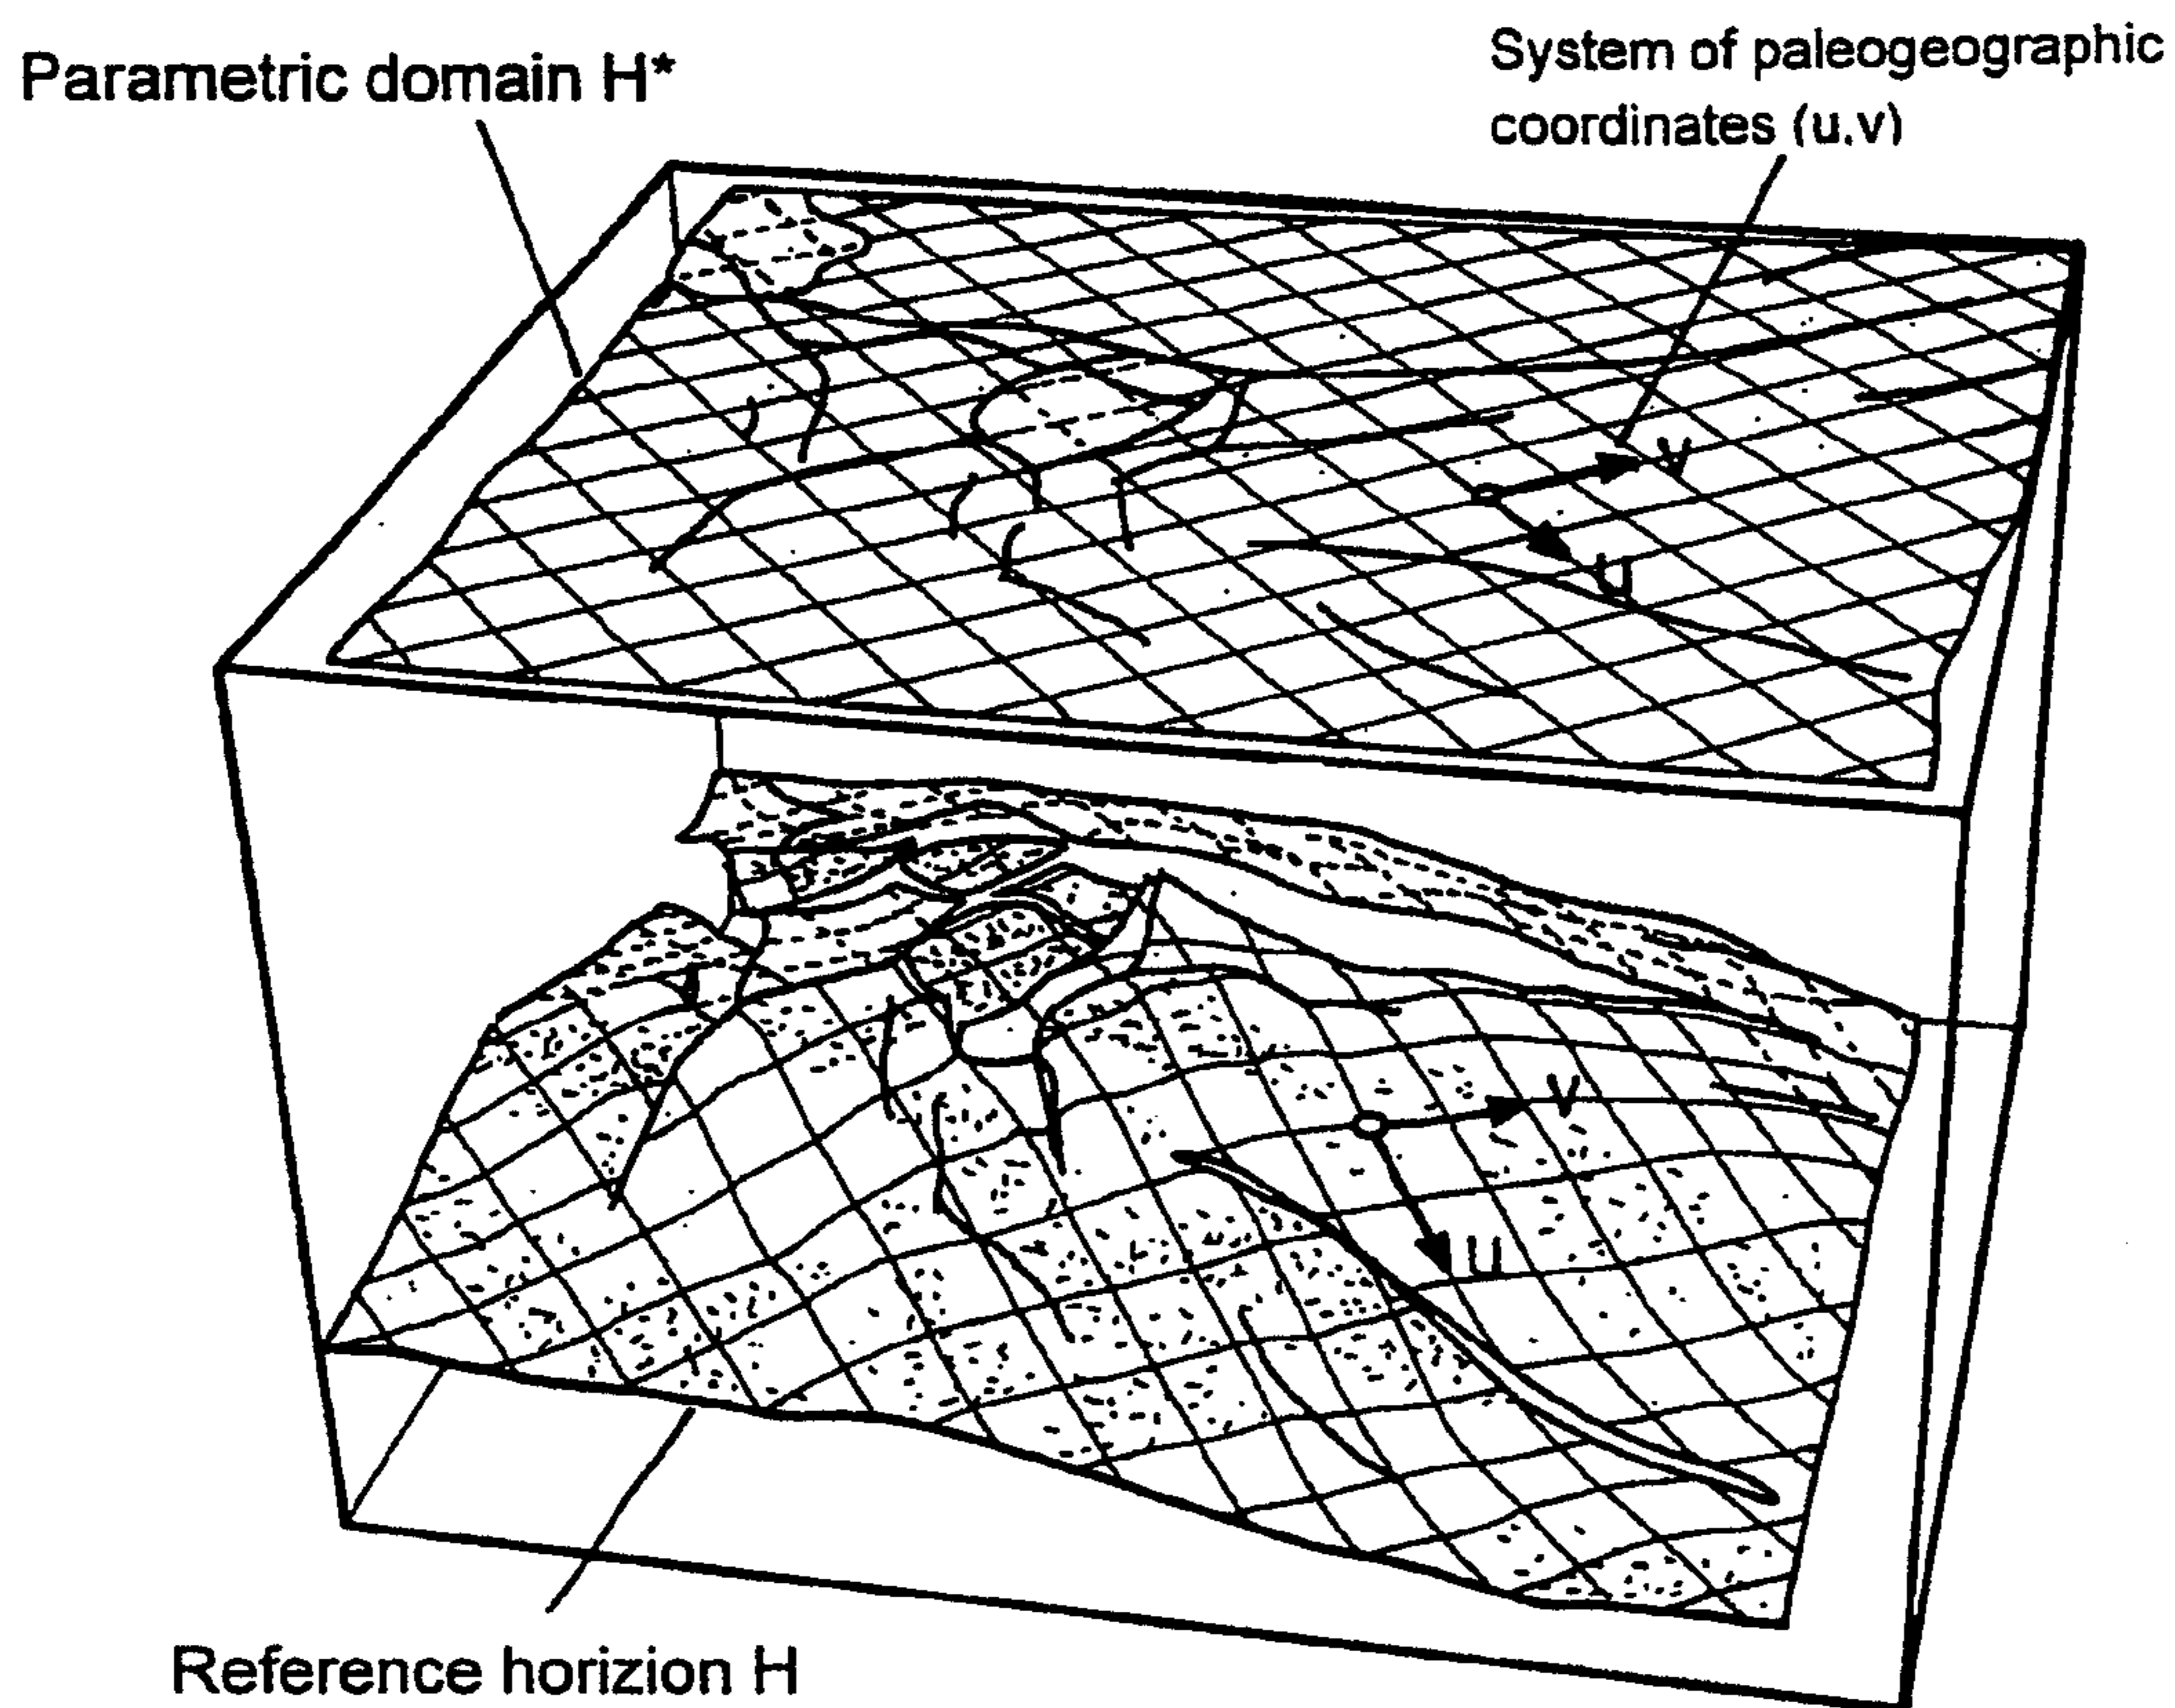 Parametric domain H*
System of paleogeographic
coordinates (u.v)
v
u
v
u
Reference horizion H